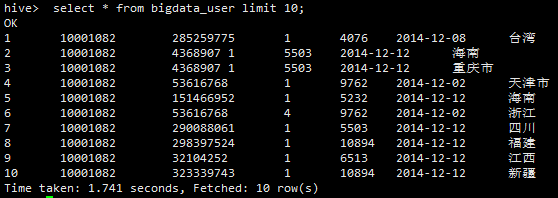 hive>  select * from bigdata_user limit 10;
OK
1       10001082        285259775       1       4076    2014-12-08      台湾
2       10001082        4368907 1       5503    2014-12-12      海南
3       10001082        4368907 1       5503    2014-12-12      重庆市
4       10001082        53616768        1       9762    2014-12-02      天津市
5       10001082        151466952       1       5232    2014-12-12      海南
6       10001082        53616768        4       9762    2014-12-02      浙江
7       10001082        290088061       1       5503    2014-12-12      四川
8       10001082        298397524       1       10894   2014-12-12      福建
9       10001082        32104252        1       6513    2014-12-12      江西
10      10001082        323339743       1       10894   2014-12-12      新疆
Time taken: 1.741 seconds, Fetched: 10 row(s)